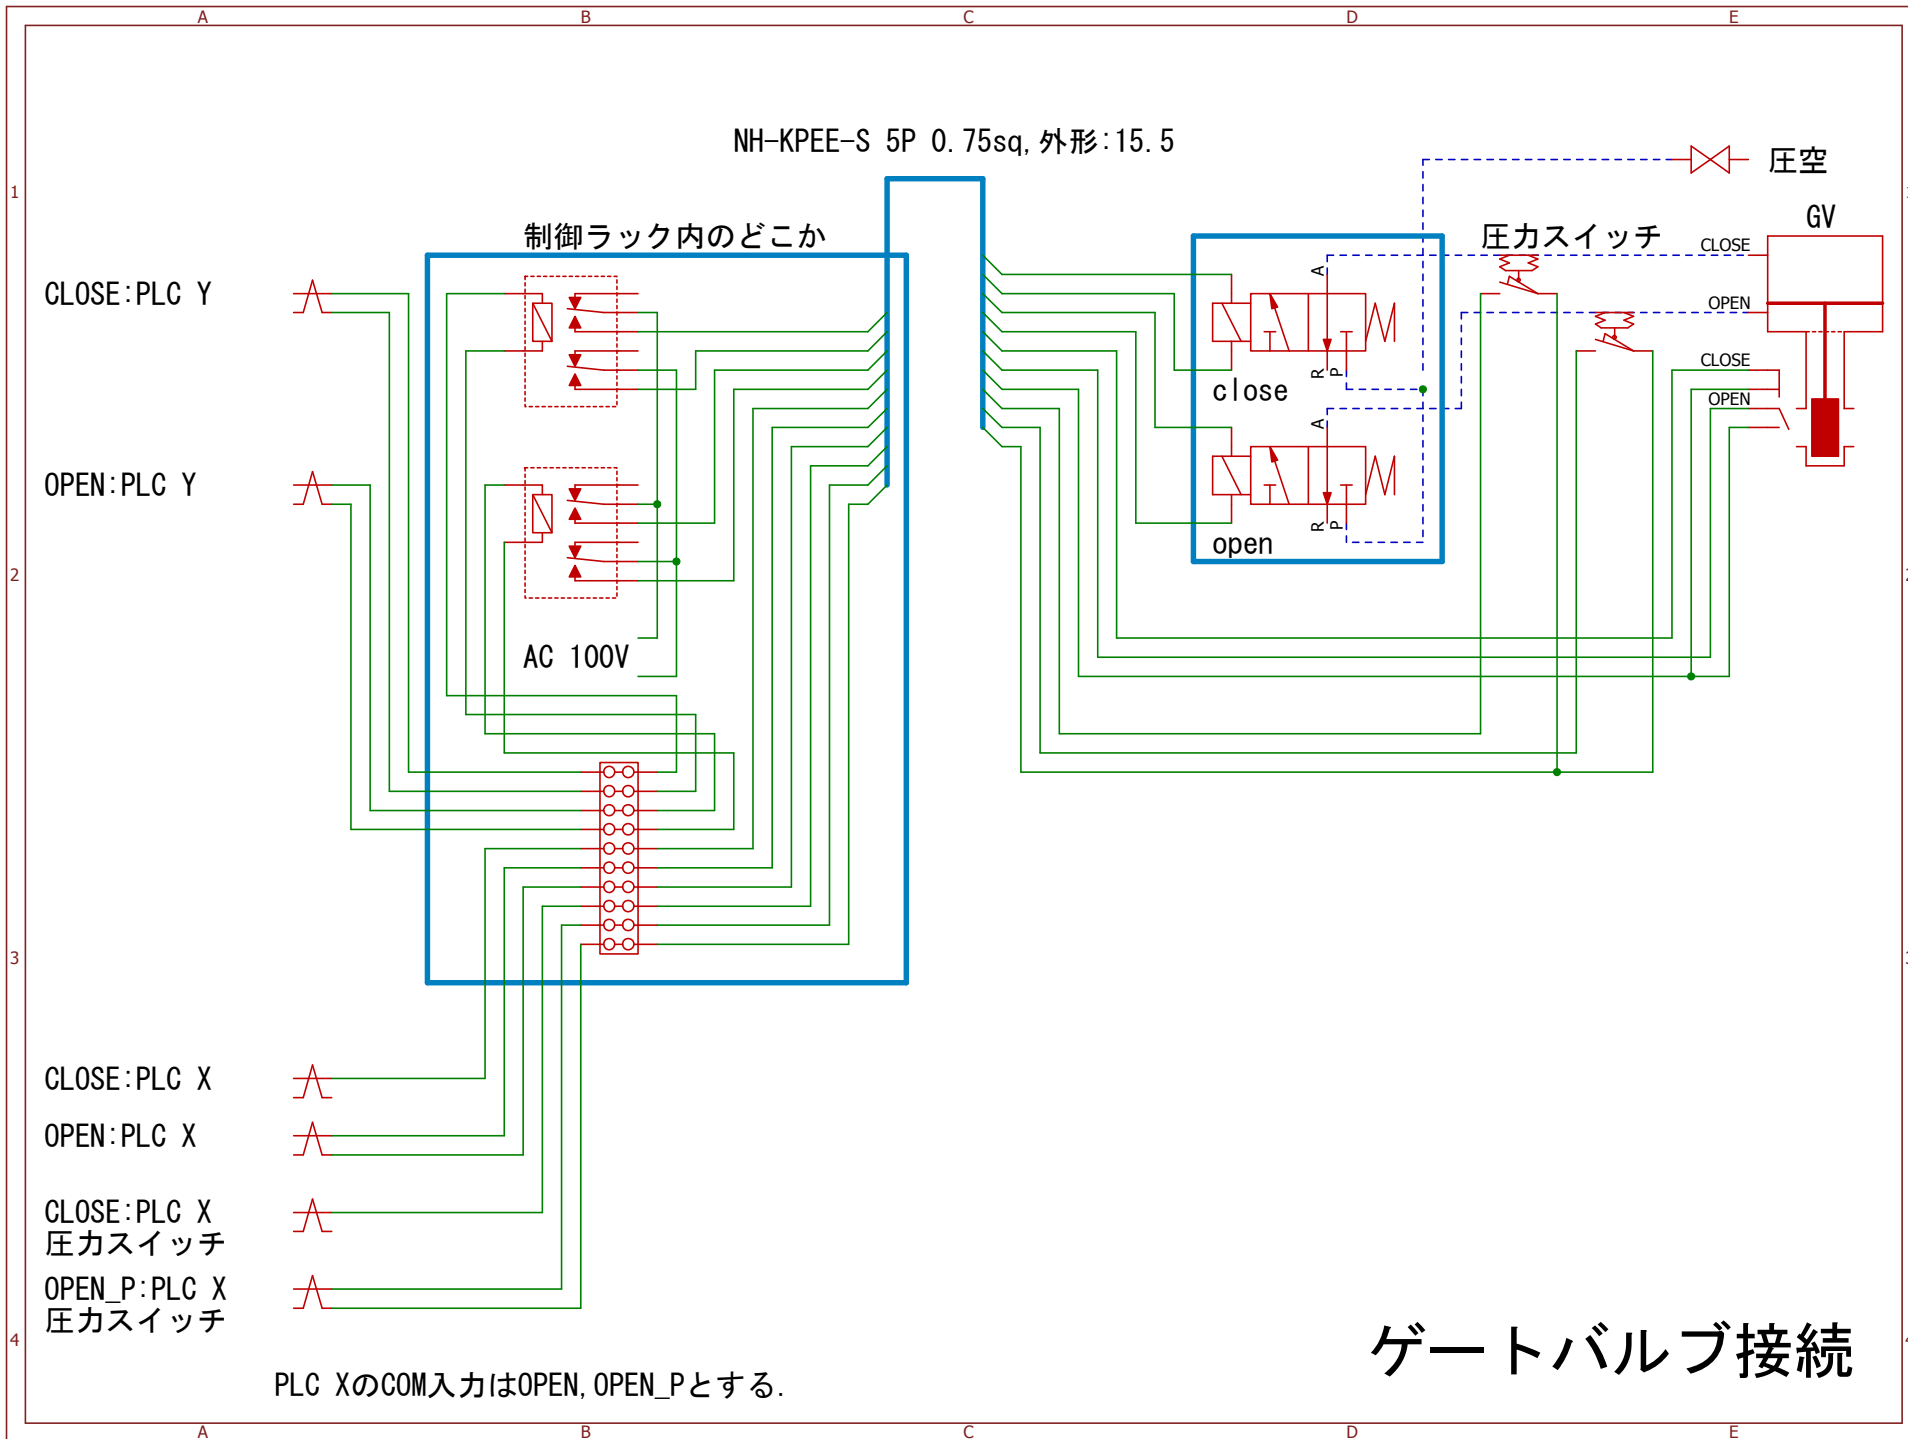 A B C D E
NH-KPEE-S 5P 0.75sq,外形:15.5
圧空
1
制御ラック内のどこか
圧力スイッチ
GV
CLOSE
CLOSE:PLC Y
A
OPEN
R P
close
CLOSE
OPEN
A
OPEN:PLC Y
R P
open
2
AC 100V
3
CLOSE:PLC X
OPEN:PLC X
CLOSE:PLC X
圧力スイッチ
OPEN_P:PLC X
圧力スイッチ
4
ゲートバルブ接続
PLC XのCOM入力はOPEN,OPEN_Pとする.
A B C D E